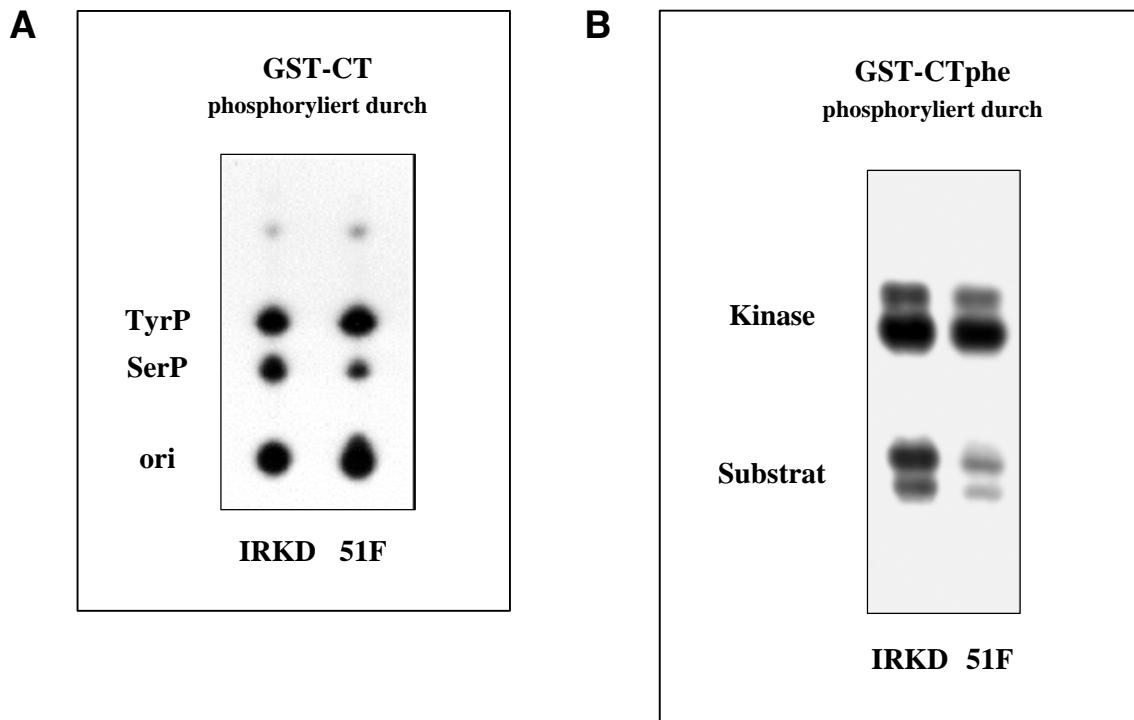 A
GST-CT
phosphoryliert durch
TyrP
SerP
ori
IRKD 51F
B
GST-CTphe
phosphoryliert durch
Kinase
Substrat
IRKD 51F